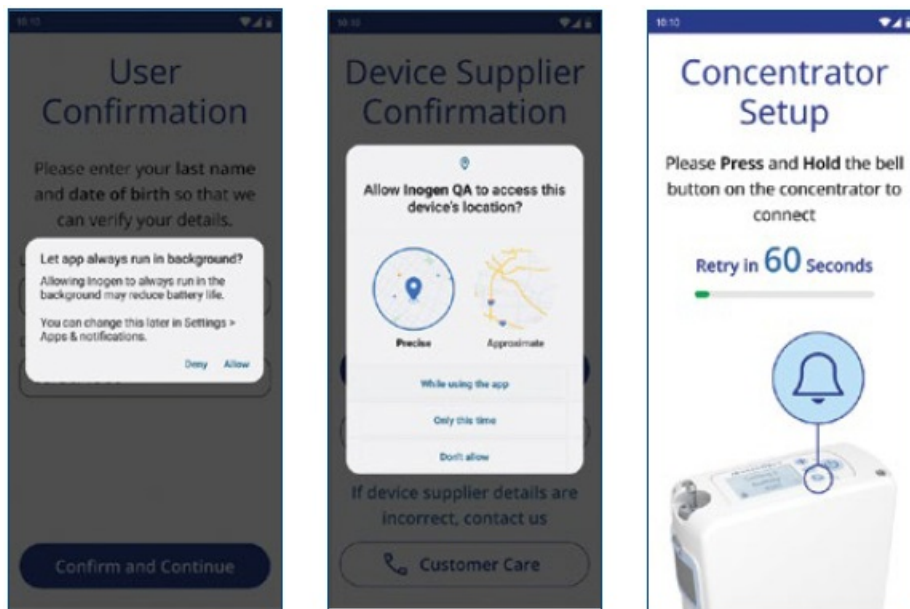 10:10
User
Confirmation
Please enter your last name
and date of birth so that we
can verify your details.
Let app always run in background?
Allowing Inogen to always run in the
background may reduce battery life.
You can change this later in Settings >
Apps & notifications.
Deny Allow
Confirm and Continue
10:10
Device Supplier
Confirmation
Allow Inogen QA to access this
device's location?
Precise Approximate
While using the app
Only this time
Don't allow
If device supplier details are
incorrect, contact us
Customer Care
10:10
Concentrator
Setup
Please Press and Hold the bell
button on the concentrator to
connect
Retry in 60 Seconds